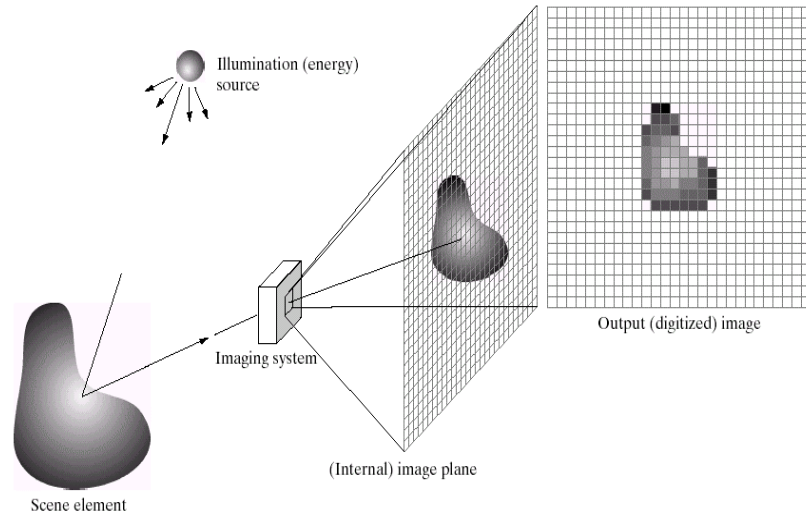 Illumination (energy)
source
Output (digitized) image
Imaging system
(Internal) image plane
Scene element